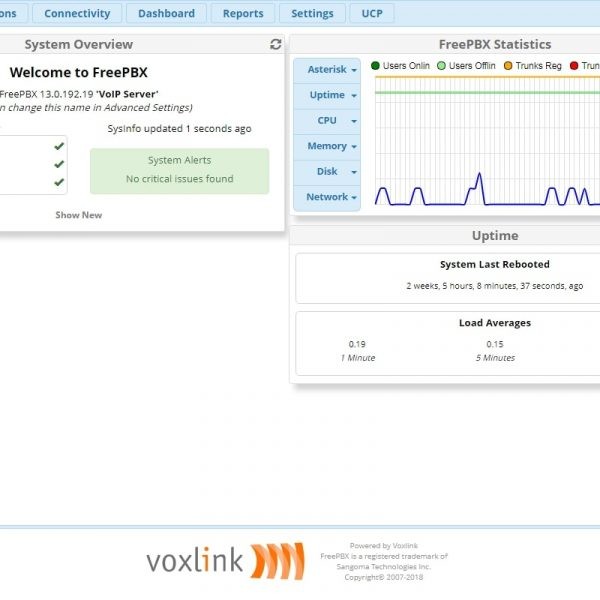 ons
Connectivity
Dashboard
Reports
Settings
UCP
System Overview
Welcome to FreePBX
FreePBX 13.0.192.19 'VoIP Server'
n change this name in Advanced Settings)
SysInfo updated 1 seconds ago
System Alerts
No critical issues found
Show New
FreePBX Statistics
Asterisk
Uptime
CPU
Memory
Disk
Network
Users Onlin
Users Offlin
Trunks Reg
Trun
Uptime
System Last Rebooted
2 weeks, 5 hours, 8 minutes, 37 seconds, ago
Load Averages
0.19
0.15
1 Minute
5 Minutes
voxlink
Powered by Voxlink
FreePBX is a registered trademark of
Sangoma Technologies Inc.
Copyright© 2007-2018